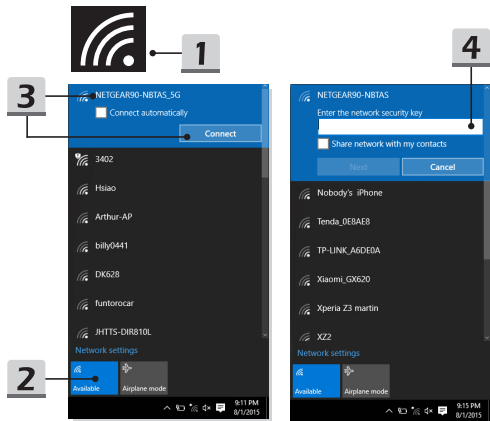 1
4
3
NETGEAR90-NBTAS_5G
Connect automatically
Connect
3402
Hsiao
Arthur-AP
billy0441
DK628
funtorocar
JHTTS-DIR810L
Network settings
2
Available
Airplane mode
9:11 PM
8/1/2015
NETGEAR90-NBTAS
Enter the network security key
Share network with my contacts
Next
Cancel
Nobody's iPhone
Tenda_0E8AE8
TP-LINK_A6DE0A
Xiaomi_GX620
Xperia Z3 martin
XZ2
Network settings
Available
Airplane mode
9:15 PM
8/1/2015